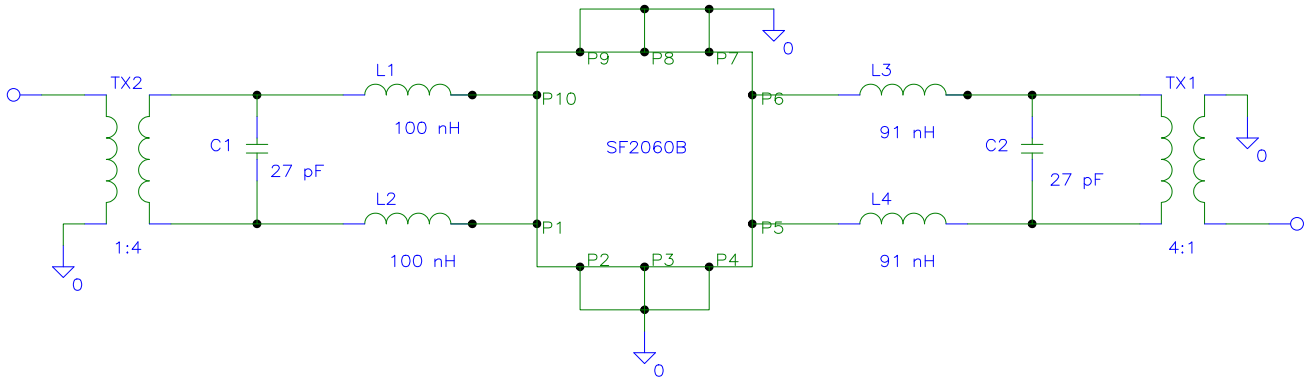 P9
P8
P7
0
TX2
L1
P10
100 nH
C1
27 pF
SF2060B
P6
L3
91 nH
C2
27 pF
TX1
0
L2
P1
100 nH
1:4
0
P2
P3
P4
P5
L4
91 nH
4:1
0